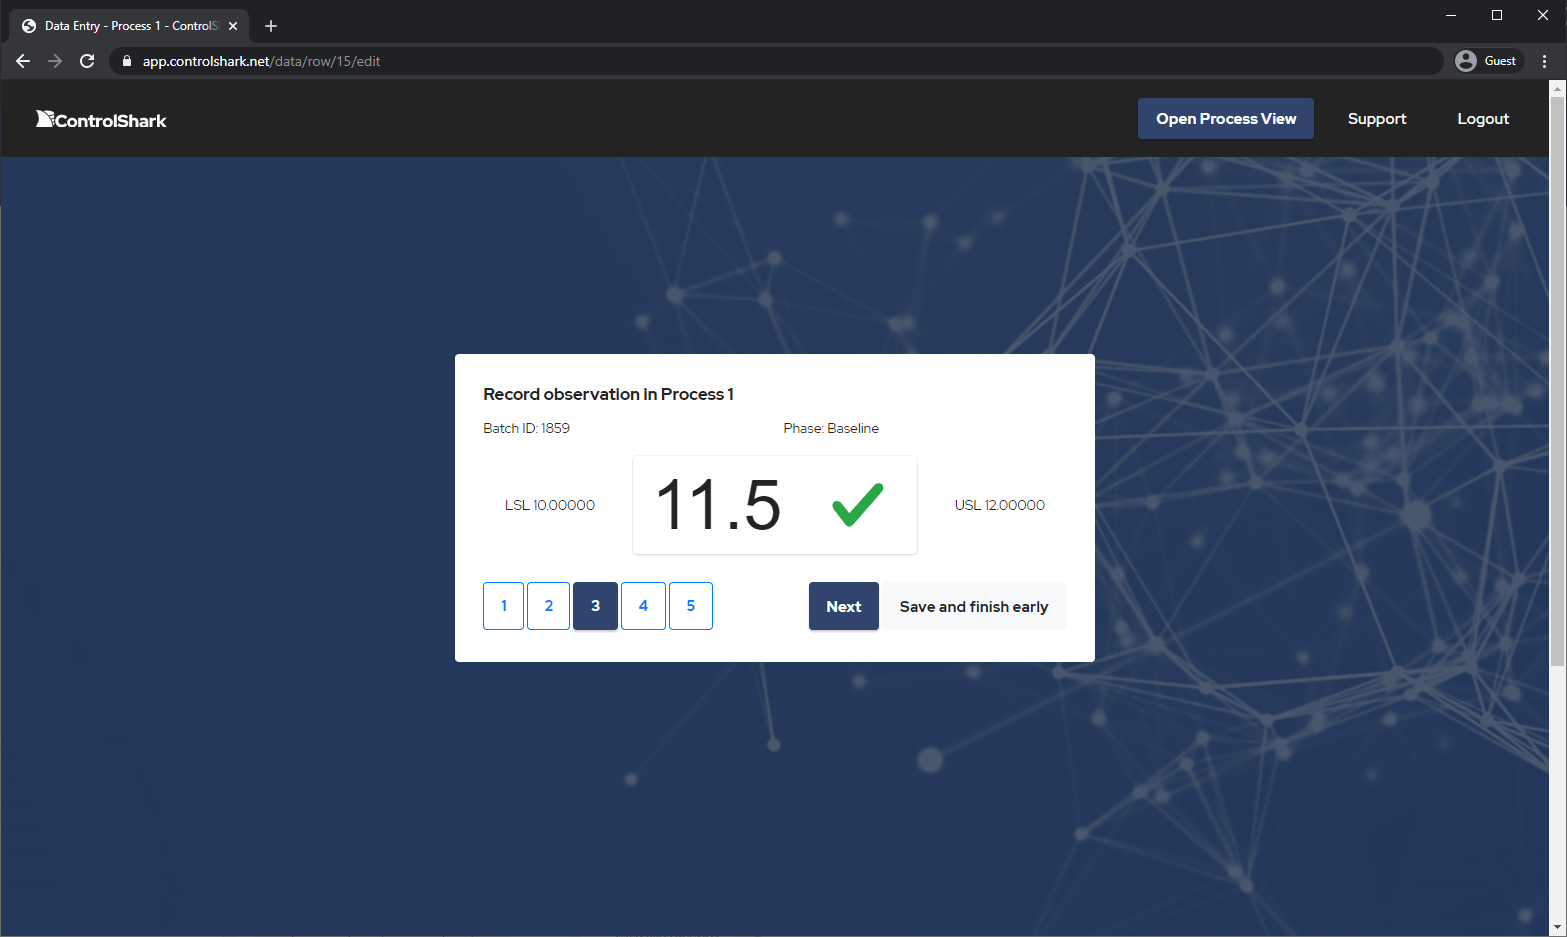 Data Entry - Process 1 - ControlS
app.controlshark.net/data/row/15/edit
Guest
ControlShark
Open Process View
Support
Logout
Record observation in Process 1
Batch ID: 1859
Phase: Baseline
LSL 10.00000
11.5
USL 12.00000
1
2
3
4
5
Next
Save and finish early